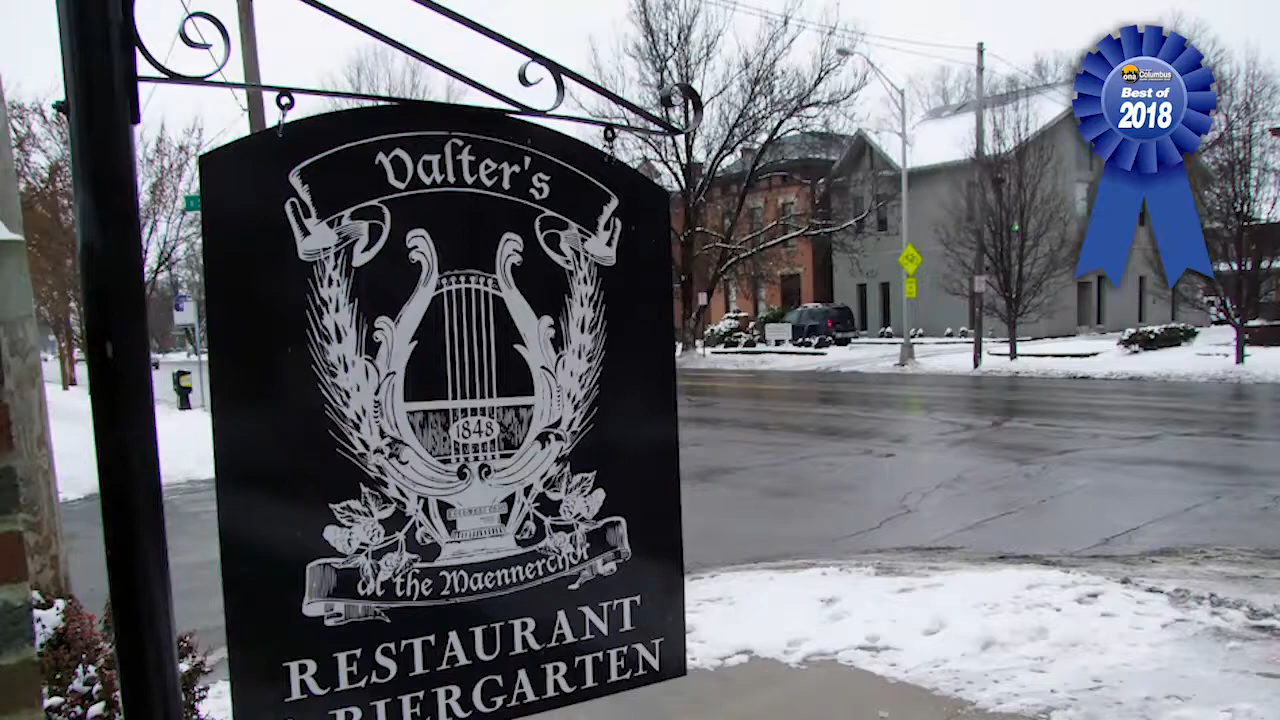 Valter's
1848
at the Maennerchor
RESTAURANT
BIERGARTEN
Columbus
Best of
2018